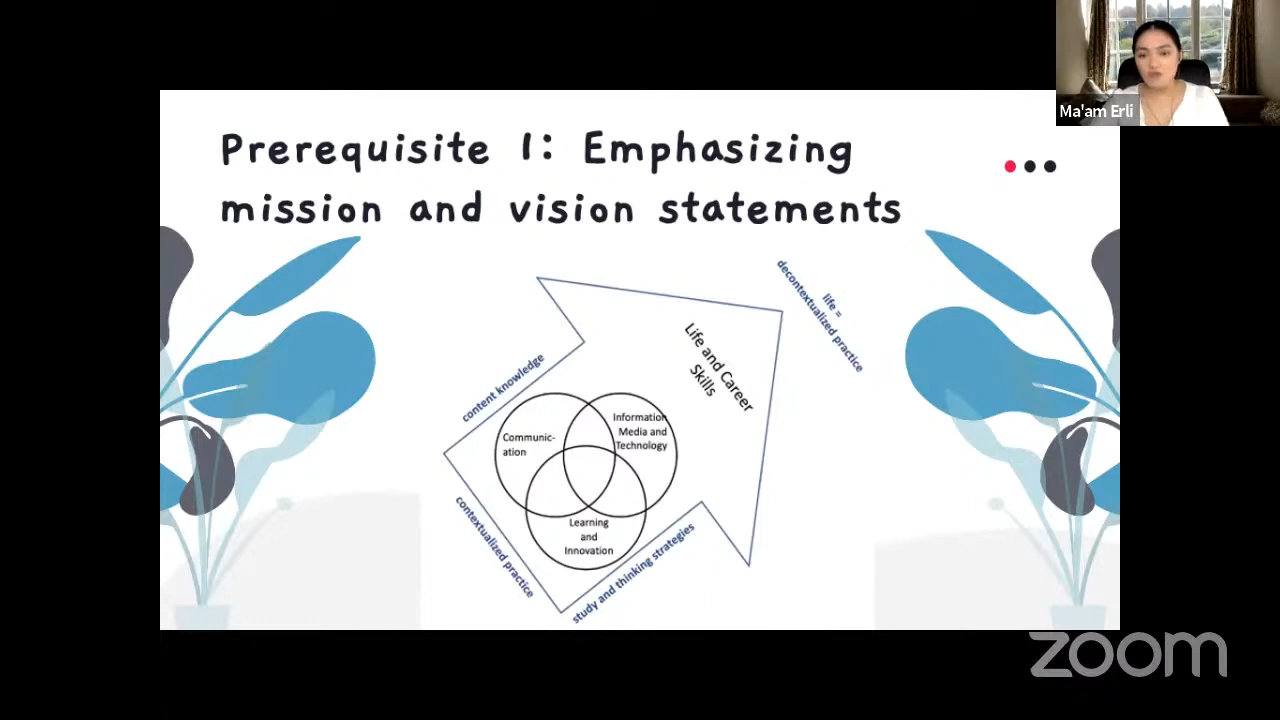 Ma'am Erli
Prerequisite 1: Emphasizing
mission and vision statements
life =
decontextualized practice
Life and Career
Skills
content knowledge
Communic-
ation
Information
Media and
Technology
Learning
and
Innovation
contextualized practice
study and thinking strategies
zoom